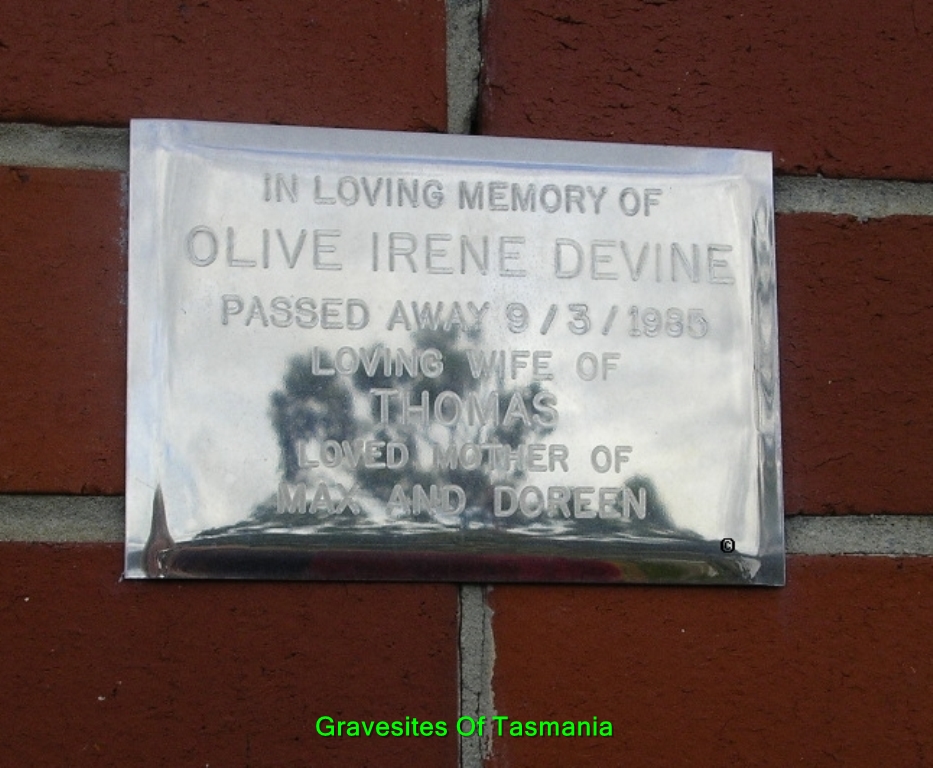 IN LOVING MEMORY OF
OLIVE IRENE DEVINE
PASSED AWAY 9/3/1985
LOVING WIFE OF
THOMAS
LOVED MOTHER OF
MAX AND DOREEN
©
Gravesites Of Tasmania